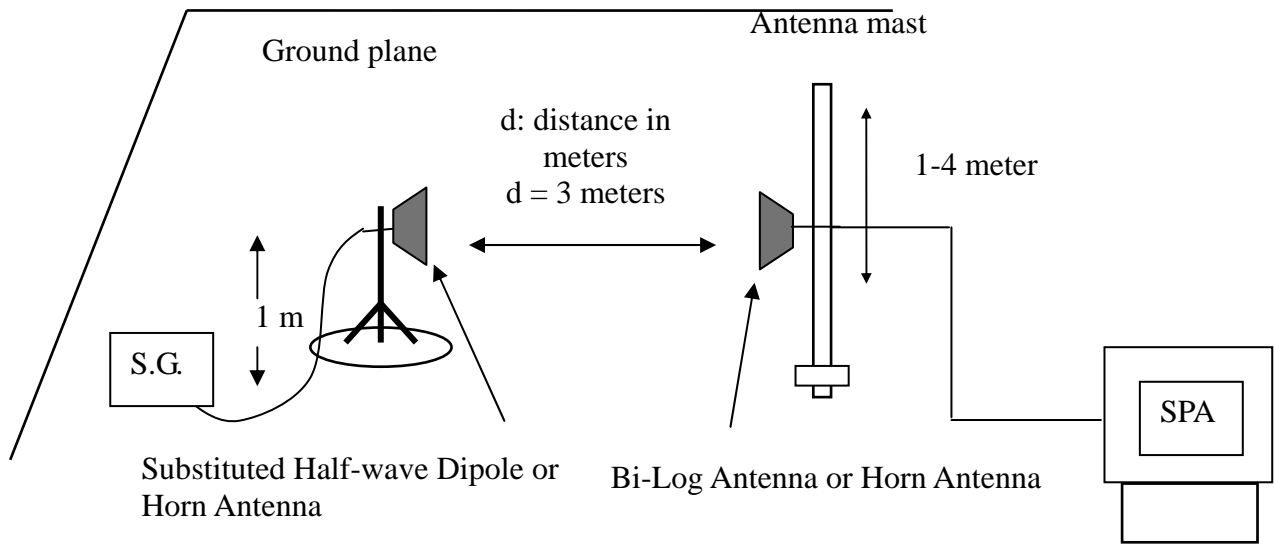 Antenna mast
Ground plane
d: distance in
meters
d = 3 meters
1-4 meter
1 m
S.G.
SPA
Substituted Half-wave Dipole or
Horn Antenna
Bi-Log Antenna or Horn Antenna